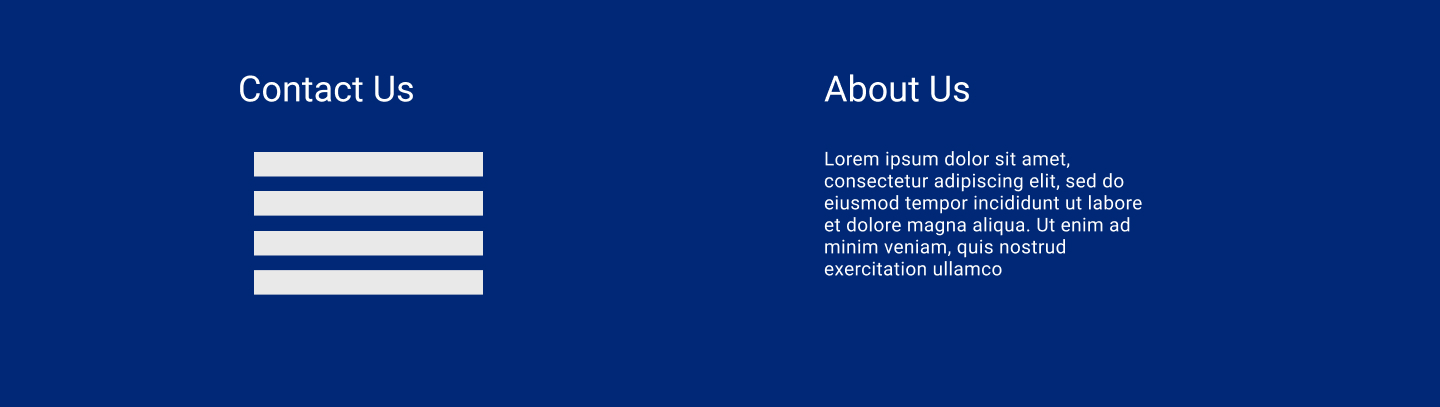 Contact Us
About Us
Lorem ipsum dolor sit amet,
consectetur adipiscing elit, sed do
eiusmod tempor incididunt ut labore
et dolore magna aliqua. Ut enim ad
minim veniam, quis nostrud
exercitation ullamco